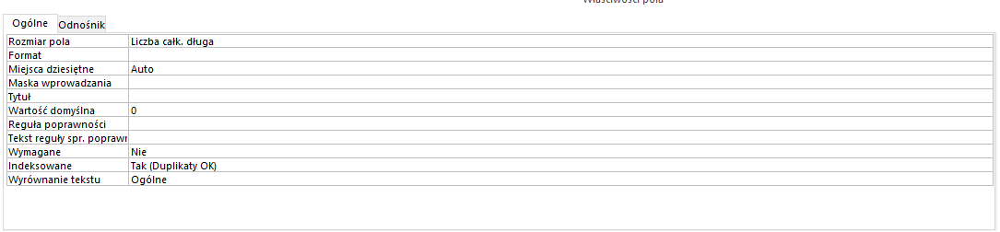 Właściwości pola
Ogólne Odnośnik
Rozmiar pola Liczba całk. długa
Format
Miejsca dziesiętne Auto
Maska wprowadzania
Tytuł
Wartość domyślna 0
Reguła poprawności
Tekst reguły spr. poprawr
Wymagane Nie
Indeksowane Tak (Duplikaty OK)
Wyrównanie tekstu Ogólne